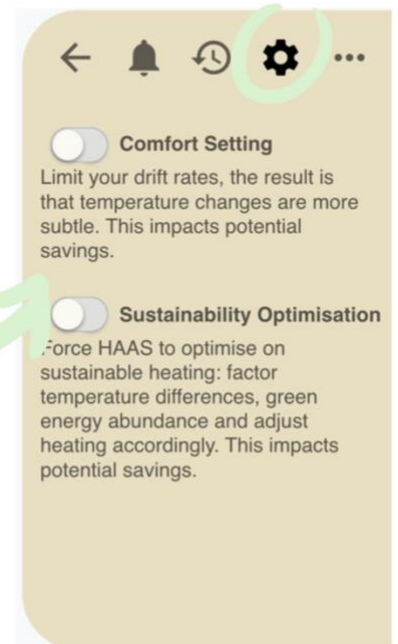 Comfort Setting
Limit your drift rates, the result is
that temperature changes are more
subtle. This impacts potential
savings.
Sustainability Optimisation
Force HAAS to optimise on
sustainable heating: factor
temperature differences, green
energy abundance and adjust
heating accordingly. This impacts
potential savings.